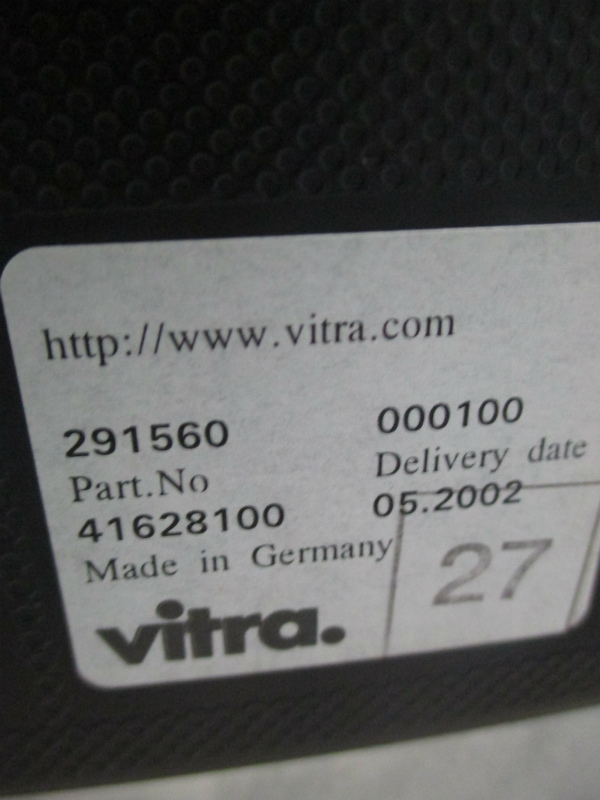 http://www.vitra.com
291560 000100
Part.No Delivery date
41628100 05.2002
Made in Germany
27
vitra.